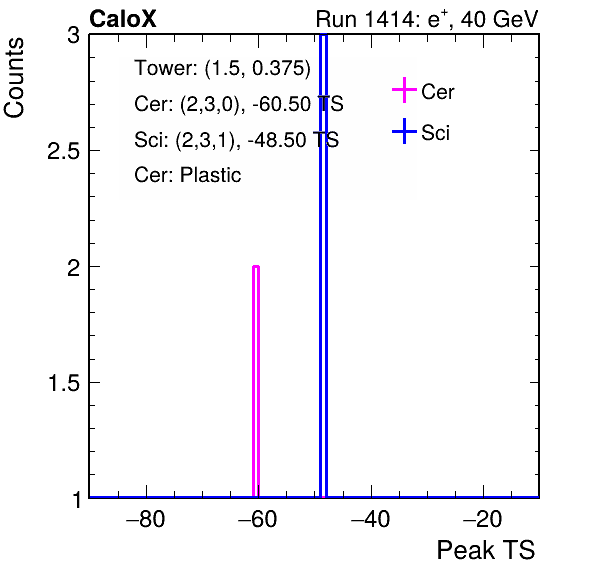 CaloX Run 1414: e⁺, 40 GeV
Counts
3
2.5
2
1.5
1
Tower: (1.5, 0.375)
Cer: (2,3,0), -60.50 TS
Sci: (2,3,1), -48.50 TS
Cer: Plastic
Cer
Sci
−80 −60 −40 −20
Peak TS